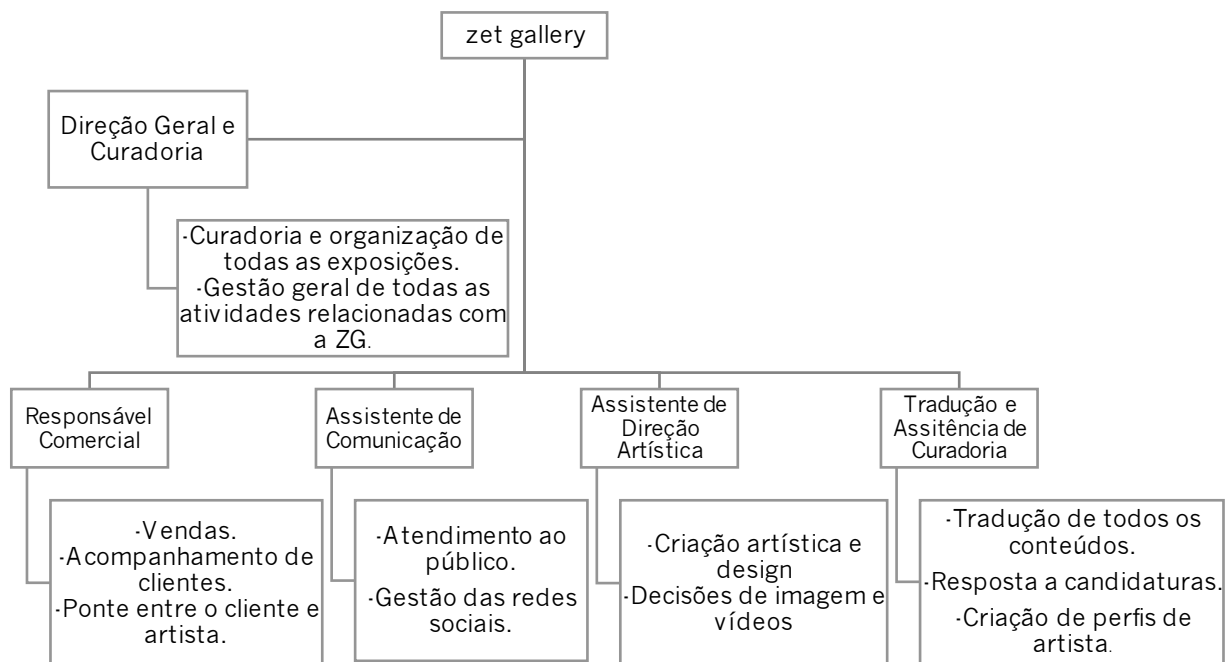 zet gallery
Direção Geral e
Curadoria
-Curadoria e organização de
todas as exposições.
-Gestão geral de todas as
atividades relacionadas com
a ZG.
Responsável
Comercial
Assistente de
Comunicação
Assistente de
Direção
Artística
Tradução e
Assitência de
Curadoria
-Vendas.
-Acompanhamento de
clientes.
-Ponte entre o cliente e
artista.
-Atendimento ao
público.
-Gestão das redes
sociais.
-Criação artística e
design
-Decisões de imagem e
vídeos
-Tradução de todos os
conteúdos.
-Resposta a candidaturas.
-Criação de perfis de
artista.